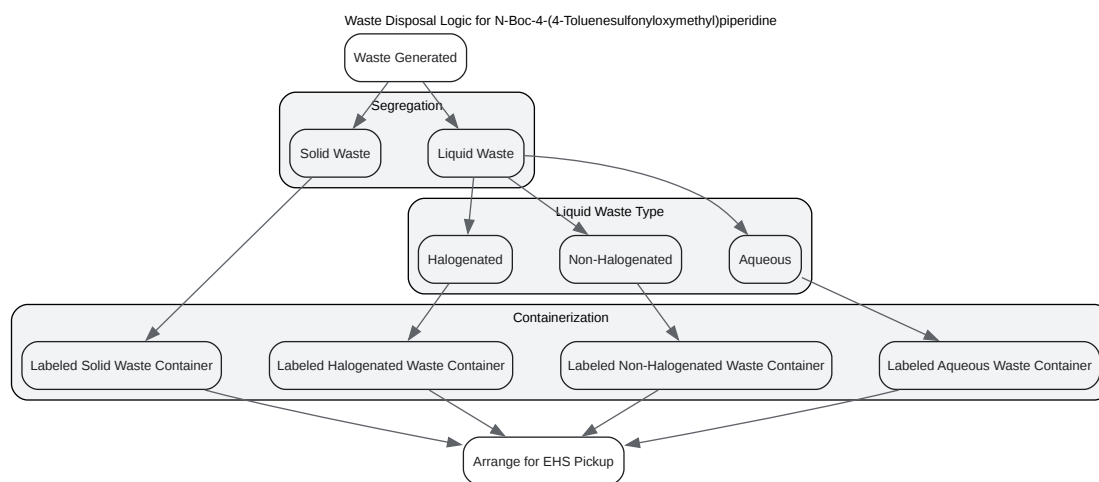 Waste Disposal Logic for N-Boc-4-(4-Toluenesulfonyloxymethyl)piperidine
Waste Generated
Segregation
Solid Waste
Liquid Waste
Liquid Waste Type
Halogenated
Non-Halogenated
Aqueous
Containerization
Labeled Solid Waste Container
Labeled Halogenated Waste Container
Labeled Non-Halogenated Waste Container
Labeled Aqueous Waste Container
Arrange for EHS Pickup